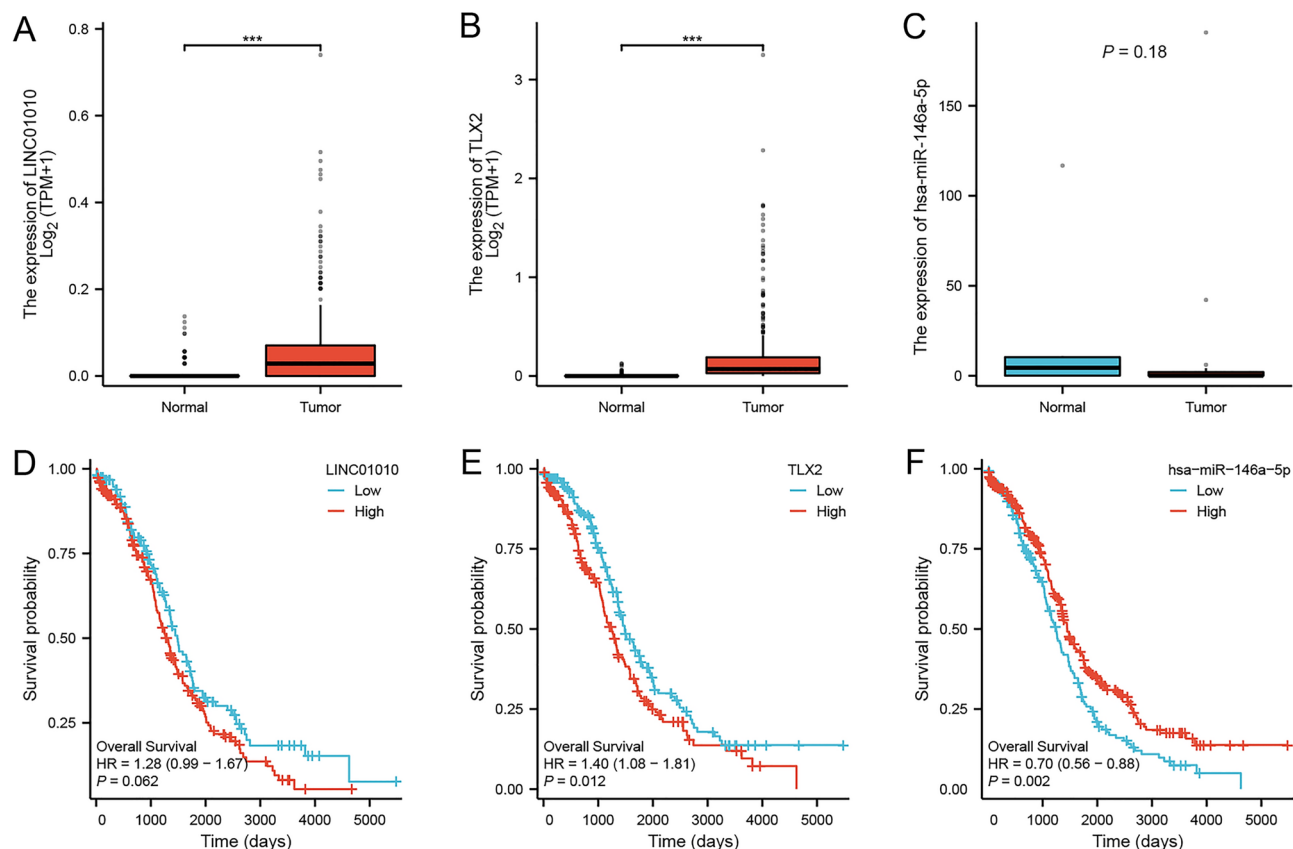 A
The expression of LINC01010
Log2 (TPM+1)
0.8
0.6
0.4
0.2
0.0
***
Normal
Tumor
B
The expression of TLX2
Log2 (TPM+1)
3
2
1
0
***
Normal
Tumor
C
The expression of hsa-miR-146a-5p
150
100
50
0
P = 0.18
Normal
Tumor
D
Survival probability
1.00
0.75
0.50
0.25
0.00
LINC01010
Low
High
Overall Survival
HR = 1.28 (0.99 − 1.67)
P = 0.062
0 1000 2000 3000 4000 5000
Time (days)
E
Survival probability
1.00
0.75
0.50
0.25
0.00
TLX2
Low
High
Overall Survival
HR = 1.40 (1.08 − 1.81)
P = 0.012
0 1000 2000 3000 4000 5000
Time (days)
F
Survival probability
1.00
0.75
0.50
0.25
0.00
hsa−miR−146a−5p
Low
High
Overall Survival
HR = 0.70 (0.56 − 0.88)
P = 0.002
0 1000 2000 3000 4000 5000
Time (days)